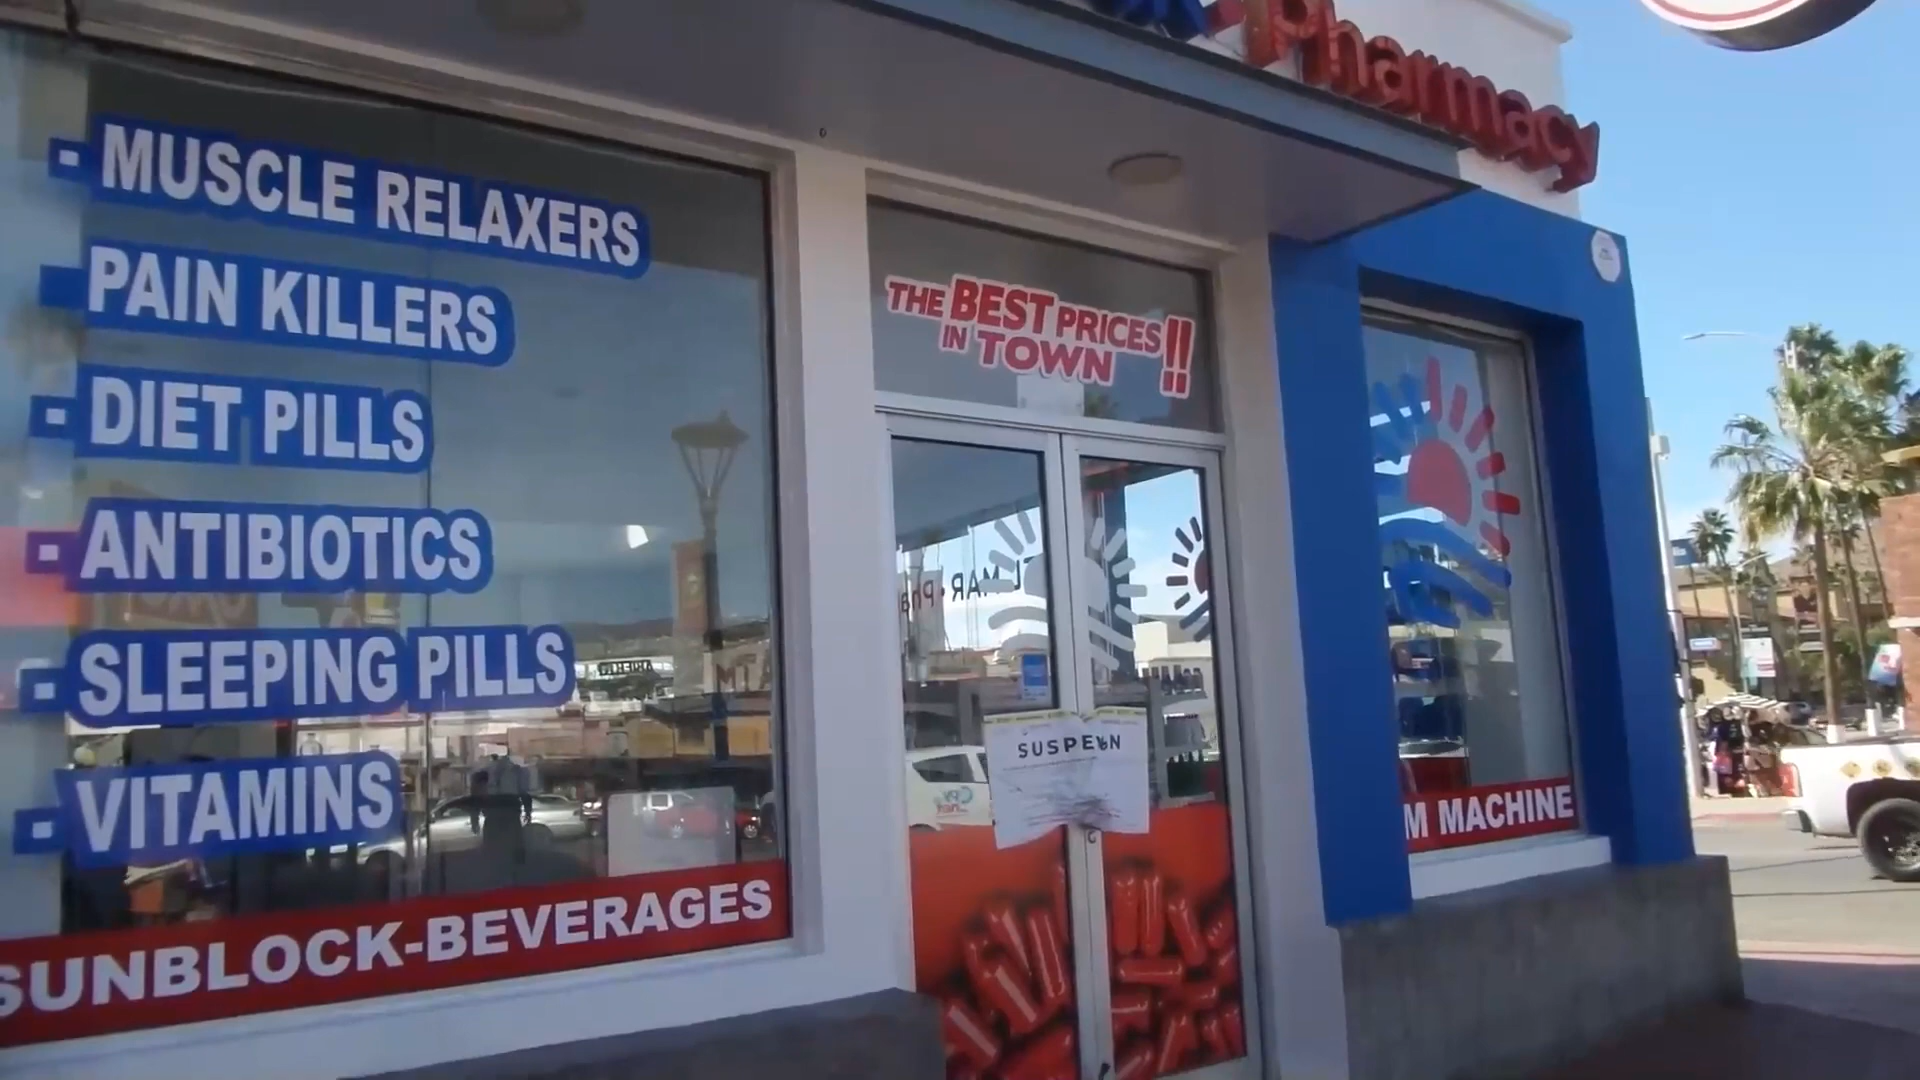 Pharmacy
MUSCLE RELAXERS
PAIN KILLERS
DIET PILLS
ANTIBIOTICS
SLEEPING PILLS
VITAMINS
SUNBLOCK-BEVERAGES
THE BEST PRICES
IN TOWN!!
M MACHINE